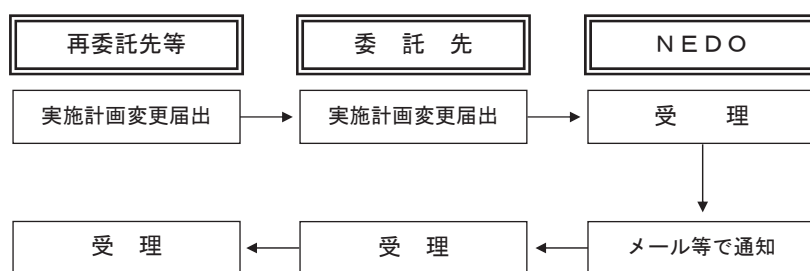 再委託先等 委 託 先 ＮＥＤＯ
実施計画変更届出 実施計画変更届出 受 理
受 理 受 理 メール等で通知